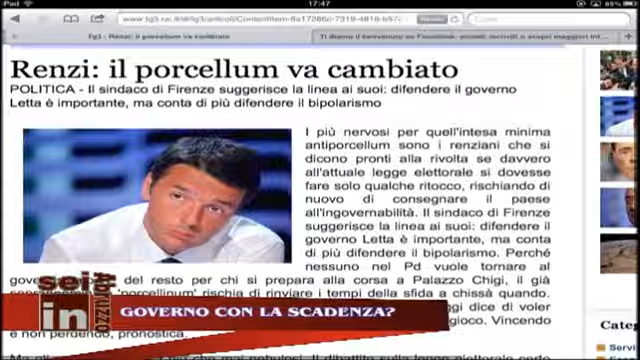 iPad
17:47
www.tg3.rai.it/dl/tg3/articoli/ContentItem-8a17286c-7319-4816-b57
Tg3 - Renzi: il porcellum va cambiato
Ti diamo il benvenuto su Facebook: accedi, iscriviti o scopri maggiori
Renzi: il porcellum va cambiato
POLITICA - Il sindaco di Firenze suggerisce la linea ai suoi: difendere il governo
Letta è importante, ma conta di più difendere il bipolarismo
I più nervosi per quell'intesa minima
antiporcellum sono i renziani che si
dicono pronti alla rivolta se davvero
all'attuale legge elettorale si dovesse
fare solo qualche ritocco, rischiando di
nuovo di consegnare il paese
all'ingovernabilità. Il sindaco di Firenze
suggerisce la linea ai suoi: difendere il
governo Letta è importante, ma conta
di più difendere il bipolarismo. Perché
nessuno nel Pd vuole tornare al
del resto per chi si prepara alla corsa a Palazzo Chigi, il già
'porcellinum' rischia di rinviare i tempi della sfida a chissà quando.
dice di voler
gioco. Vincendo
e non perdendo, pronostica.
sei
in
Abruzzo
GOVERNO CON LA SCADENZA?
Servi